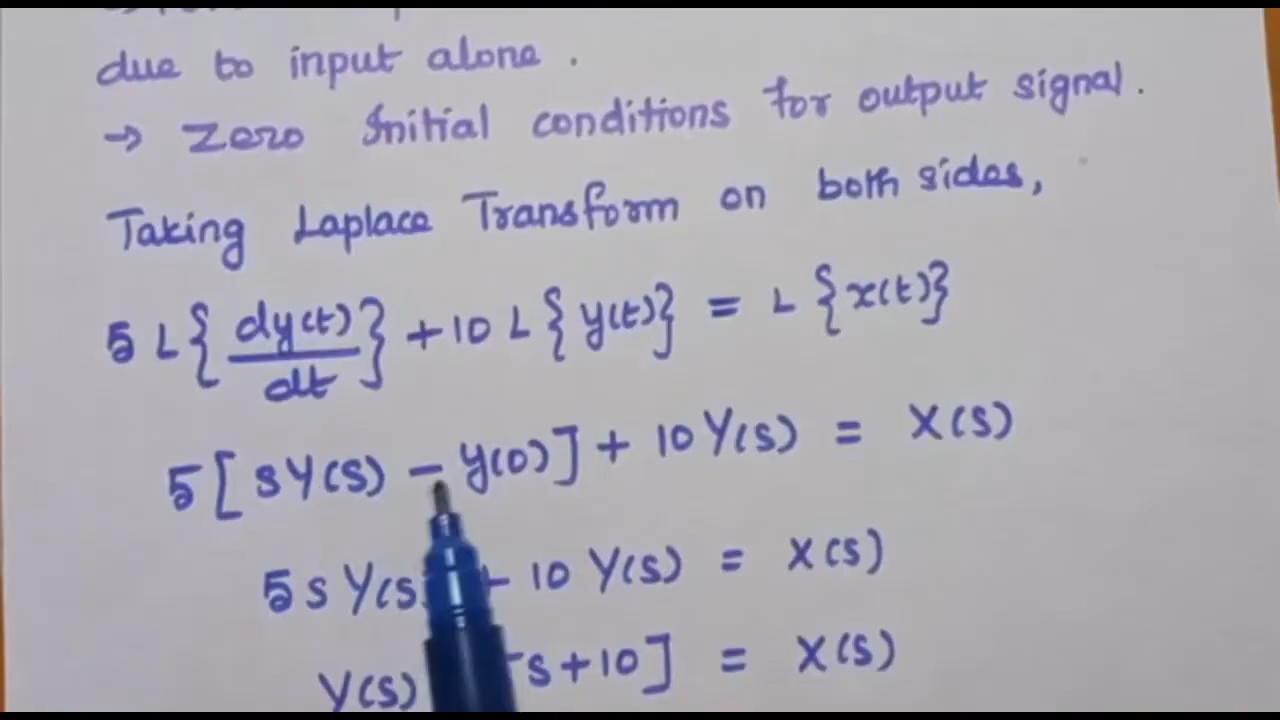 due to input alone .
→ Zero Initial conditions for output signal .
Taking Laplace Transform on both sides,
5 L { dy(t) / dt } + 10 L { y(t) } = L { x(t) }
5 [ s Y(s) - y(0) ] + 10 Y(s) = X(s)
5 s Y(s) + 10 Y(s) = X(s)
Y(s) s + 10 ] = X(s)